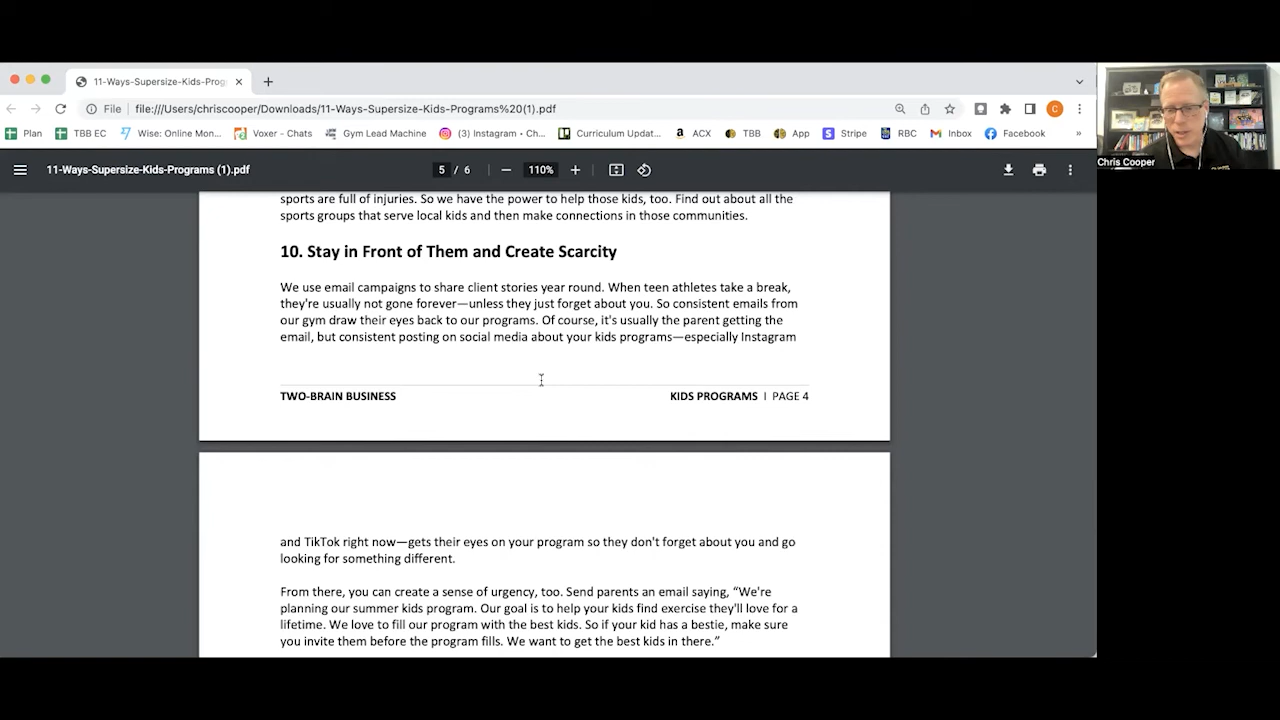 11-Ways-Supersize-Kids-Prog
File file:///Users/chriscooper/Downloads/11-Ways-Supersize-Kids-Programs%20(1).pdf
Plan TBB EC Wise: Online Mon... Voxer - Chats Gym Lead Machine (3) Instagram • Ch... Curriculum Updat... ACX TBB App Stripe RBC Inbox Facebook »
Chris Cooper
11-Ways-Supersize-Kids-Programs (1).pdf 5 / 6 110%
sports are full of injuries. So we have the power to help those kids, too. Find out about all the
sports groups that serve local kids and then make connections in those communities.
10. Stay in Front of Them and Create Scarcity
We use email campaigns to share client stories year round. When teen athletes take a break,
they're usually not gone forever—unless they just forget about you. So consistent emails from
our gym draw their eyes back to our programs. Of course, it's usually the parent getting the
email, but consistent posting on social media about your kids programs—especially Instagram
TWO-BRAIN BUSINESS KIDS PROGRAMS | PAGE 4
and TikTok right now—gets their eyes on your program so they don't forget about you and go
looking for something different.
From there, you can create a sense of urgency, too. Send parents an email saying, “We're
planning our summer kids program. Our goal is to help your kids find exercise they'll love for a
lifetime. We love to fill our program with the best kids. So if your kid has a bestie, make sure
you invite them before the program fills. We want to get the best kids in there.”